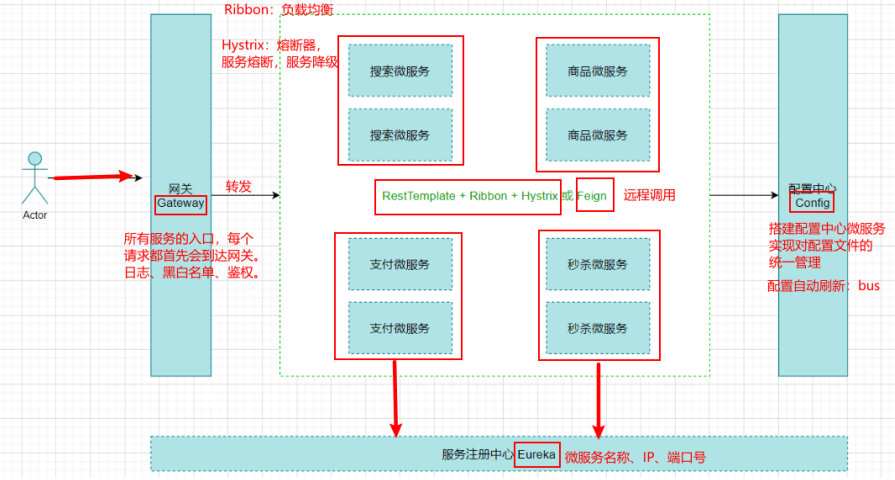 Ribbon：负载均衡
Hystrix：熔断器，
服务熔断，服务降级
搜索微服务
商品微服务
搜索微服务
商品微服务
Actor
网关
Gateway
转发
RestTemplate + Ribbon + Hystrix 或 Feign
远程调用
配置中心
Config
所有服务的入口，每个
请求都首先会到达网关。
日志、黑白名单、鉴权。
搭建配置中心微服务
实现对配置文件的
统一管理
配置自动刷新：bus
支付微服务
秒杀微服务
支付微服务
秒杀微服务
服务注册中心 Eureka
微服务名称、IP、端口号